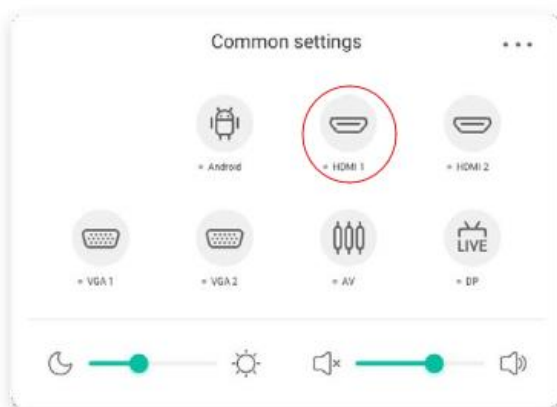 Common settings
Android
HDMI 1
HDMI 2
VGA 1
VGA 2
AV
LIVE
DP